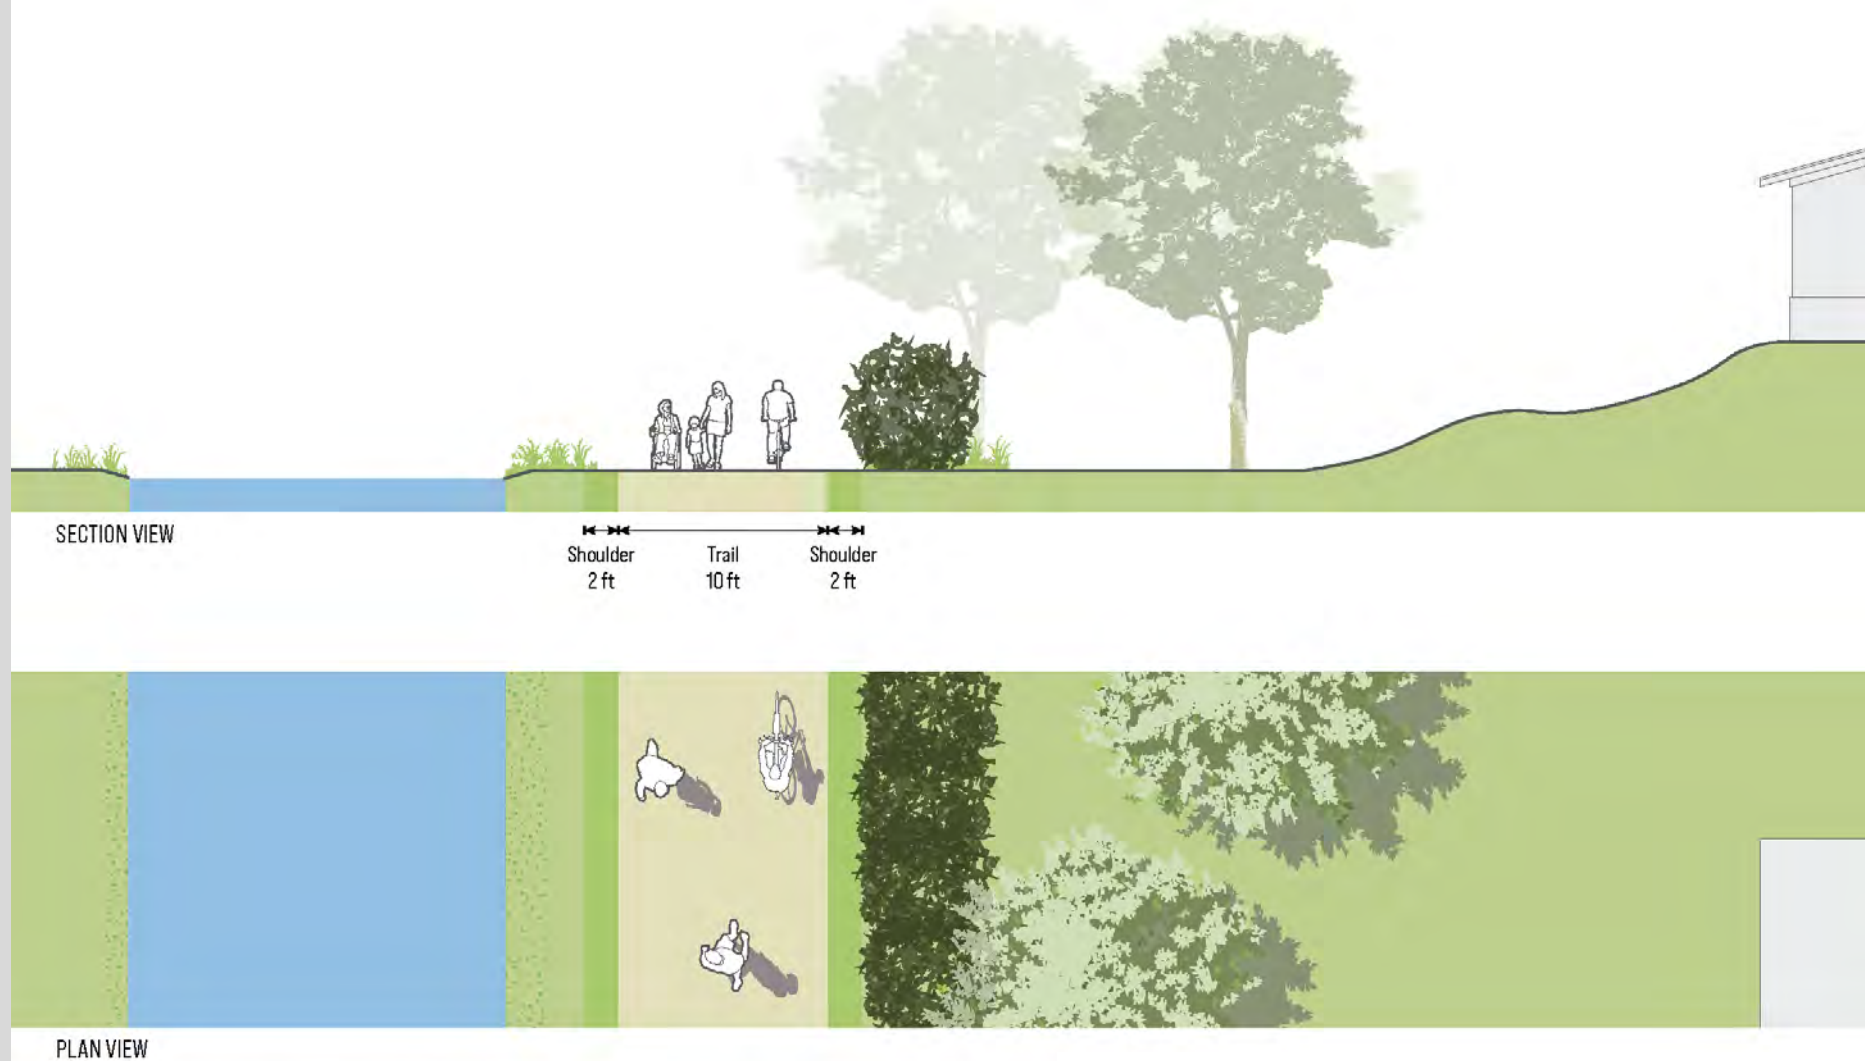 SECTION VIEW
Shoulder
2 ft
Trail
10 ft
Shoulder
2 ft
PLAN VIEW